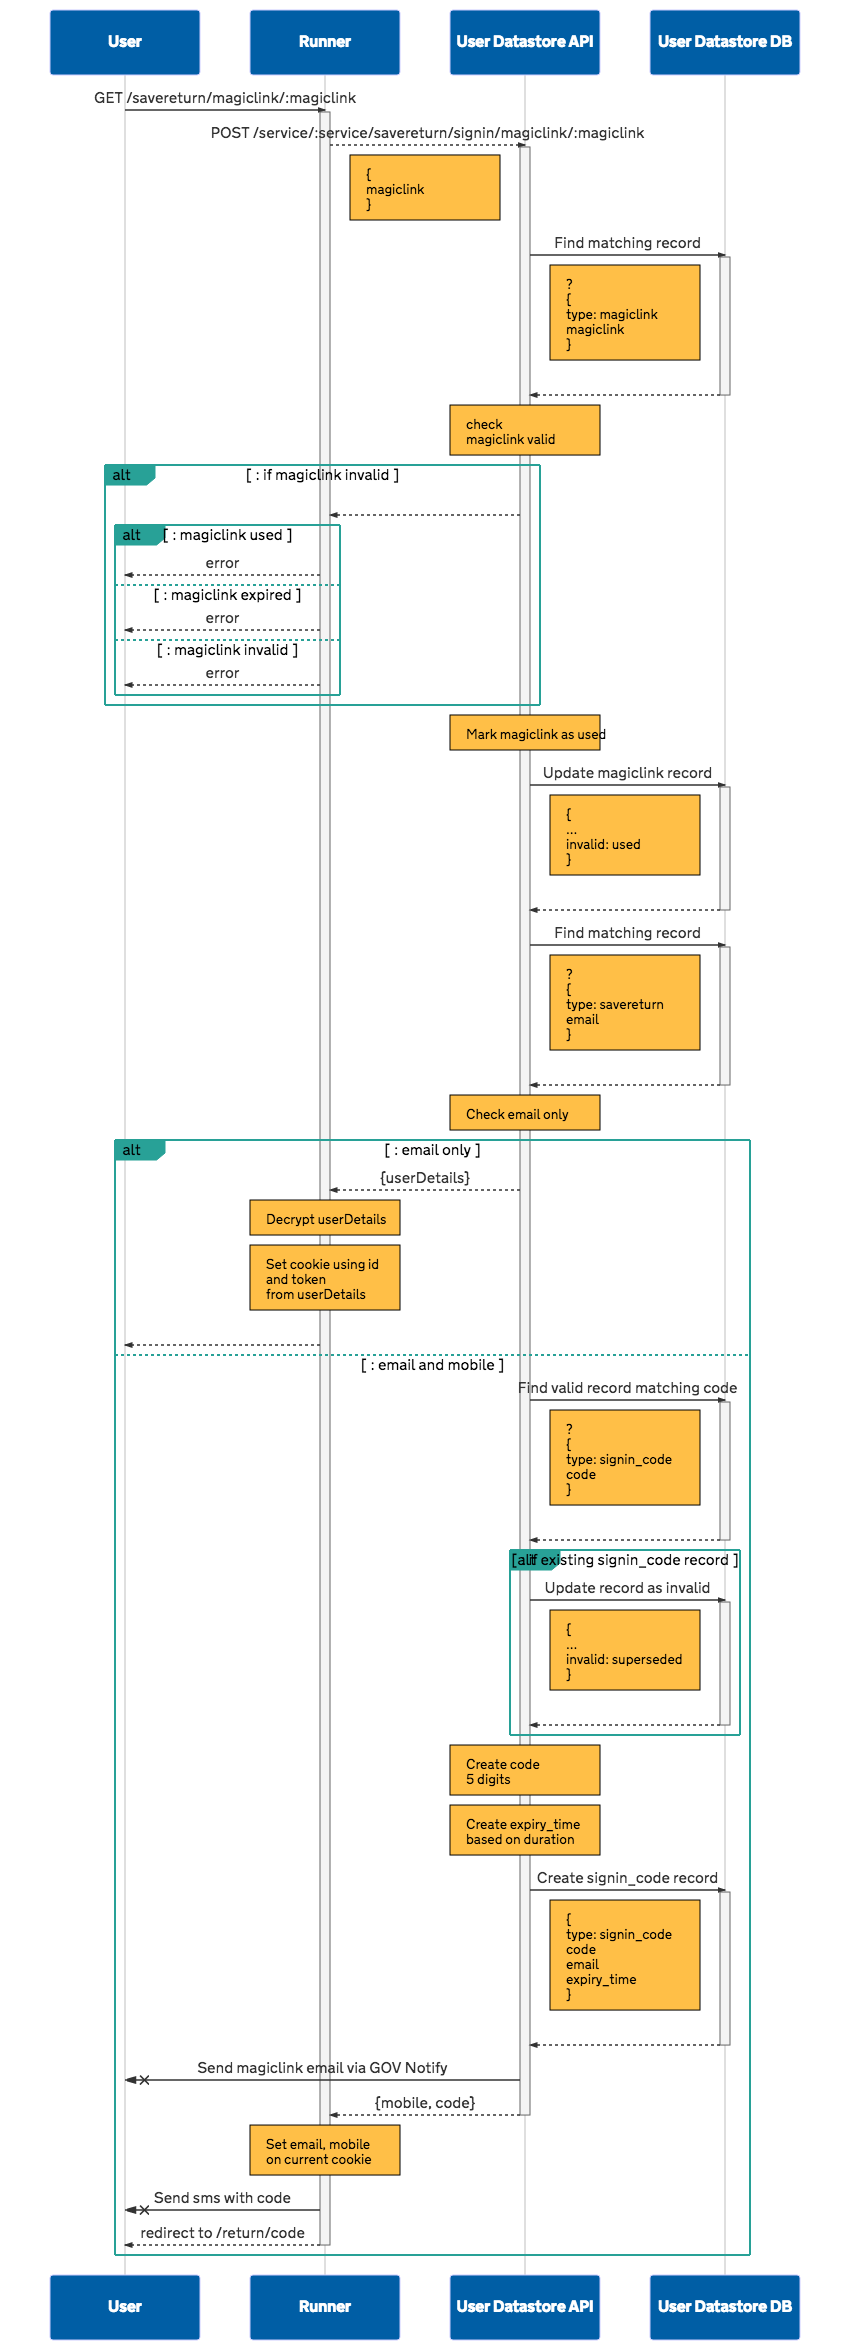 User
Runner
User Datastore API
User Datastore DB
GET /savereturn/magiclink/:magiclink
POST /service/:service/savereturn/signin/magiclink/:magiclink
{
magiclink
}
Find matching record
?
{
type: magiclink
magiclink
}
check
magiclink valid
alt
[ : if magiclink invalid ]
alt
[ : magiclink used ]
error
[ : magiclink expired ]
error
[ : magiclink invalid ]
error
Mark magiclink as used
Update magiclink record
{
...
invalid: used
}
Find matching record
?
{
type: savereturn
email
}
Check email only
alt
[ : email only ]
{userDetails}
Decrypt userDetails
Set cookie using id
and token
from userDetails
[ : email and mobile ]
Find valid record matching code
?
{
type: signin_code
code
}
alt
[ : if existing signin_code record ]
Update record as invalid
{
...
invalid: superseded
}
Create code
5 digits
Create expiry_time
based on duration
Create signin_code record
{
type: signin_code
code
email
expiry_time
}
Send magiclink email via GOV Notify
{mobile, code}
Set email, mobile
on current cookie
Send sms with code
redirect to /return/code
User
Runner
User Datastore API
User Datastore DB